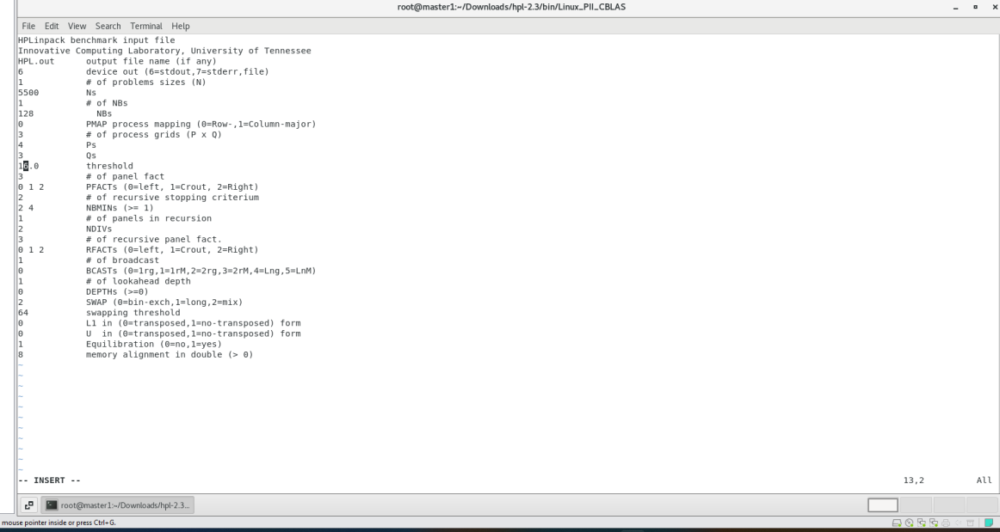 root@master1:~/Downloads/hpl-2.3/bin/Linux_PII_CBLAS
File Edit View Search Terminal Help
HPLinpack benchmark input file
Innovative Computing Laboratory, University of Tennessee
HPL.out      output file name (if any)
6            device out (6=stdout,7=stderr,file)
1            # of problems sizes (N)
5500         Ns
1            # of NBs
128            NBs
0            PMAP process mapping (0=Row-,1=Column-major)
3            # of process grids (P x Q)
4            Ps
3            Qs
16.0         threshold
3            # of panel fact
0 1 2        PFACTs (0=left, 1=Crout, 2=Right)
2            # of recursive stopping criterium
2 4          NBMINs (>= 1)
1            # of panels in recursion
2            NDIVs
3            # of recursive panel fact.
0 1 2        RFACTs (0=left, 1=Crout, 2=Right)
1            # of broadcast
0            BCASTs (0=1rg,1=1rM,2=2rg,3=2rM,4=Lng,5=LnM)
1            # of lookahead depth
0            DEPTHs (>=0)
2            SWAP (0=bin-exch,1=long,2=mix)
64           swapping threshold
0            L1 in (0=transposed,1=no-transposed) form
0            U  in (0=transposed,1=no-transposed) form
1            Equilibration (0=no,1=yes)
8            memory alignment in double (> 0)
~
~
~
~
~
~
~
~
~
~
~
-- INSERT -- 13,2 All
root@master1:~/Downloads/hpl-2.3...
mouse pointer inside or press Ctrl+G.